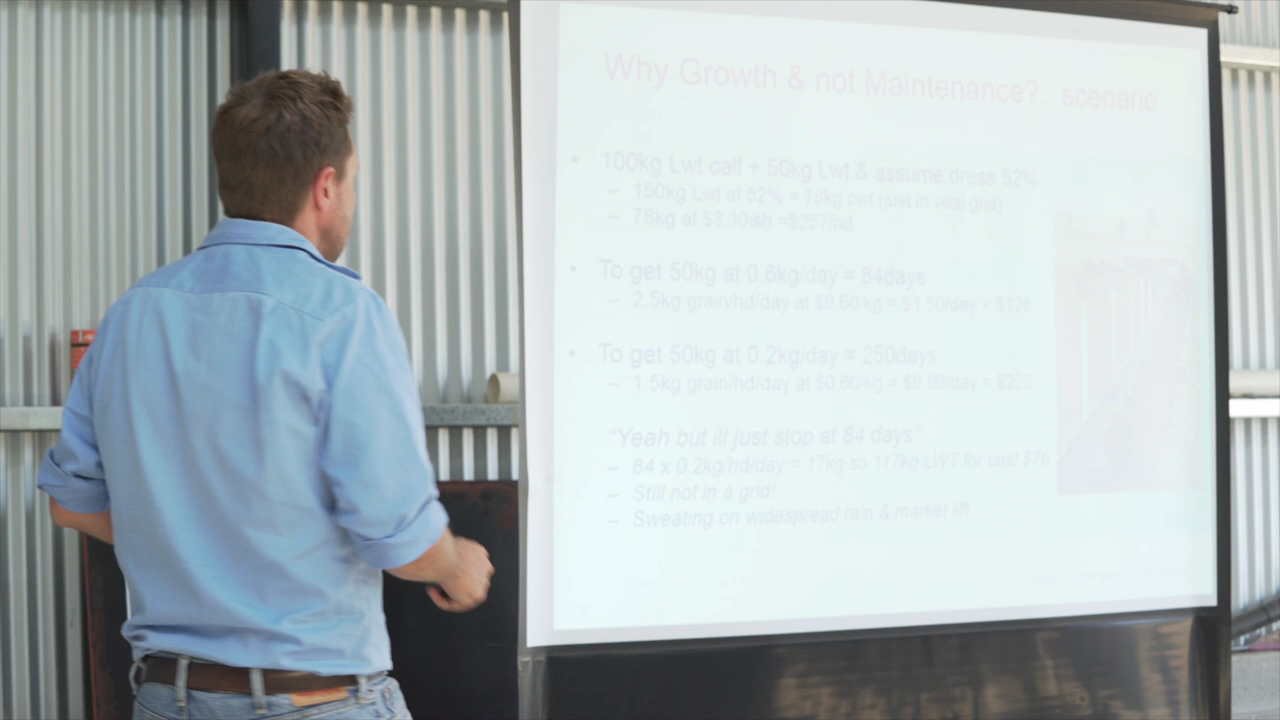 Why Growth & not Maintenance?.. scenario
• 100kg Lwt calf + 50kg Lwt & assume dress 52%
– 150kg Lwt at 52% = 78kg cwt (just in veal grid)
– 78kg at $3.30ish =$257/hd
• To get 50kg at 0.6kg/day = 84days
– 2.5kg grain/hd/day at $0.60/kg = $1.50/day = $126
• To get 50kg at 0.2kg/day = 250days
– 1.5kg grain/hd/day at $0.60/kg = $0.90/day = $225
"Yeah but ill just stop at 84 days"
– 84 x 0.2kg/hd/day = 17kg so 117kg LWT for cost $76
– Still not in a grid!
– Sweating on widespread rain & market lift......